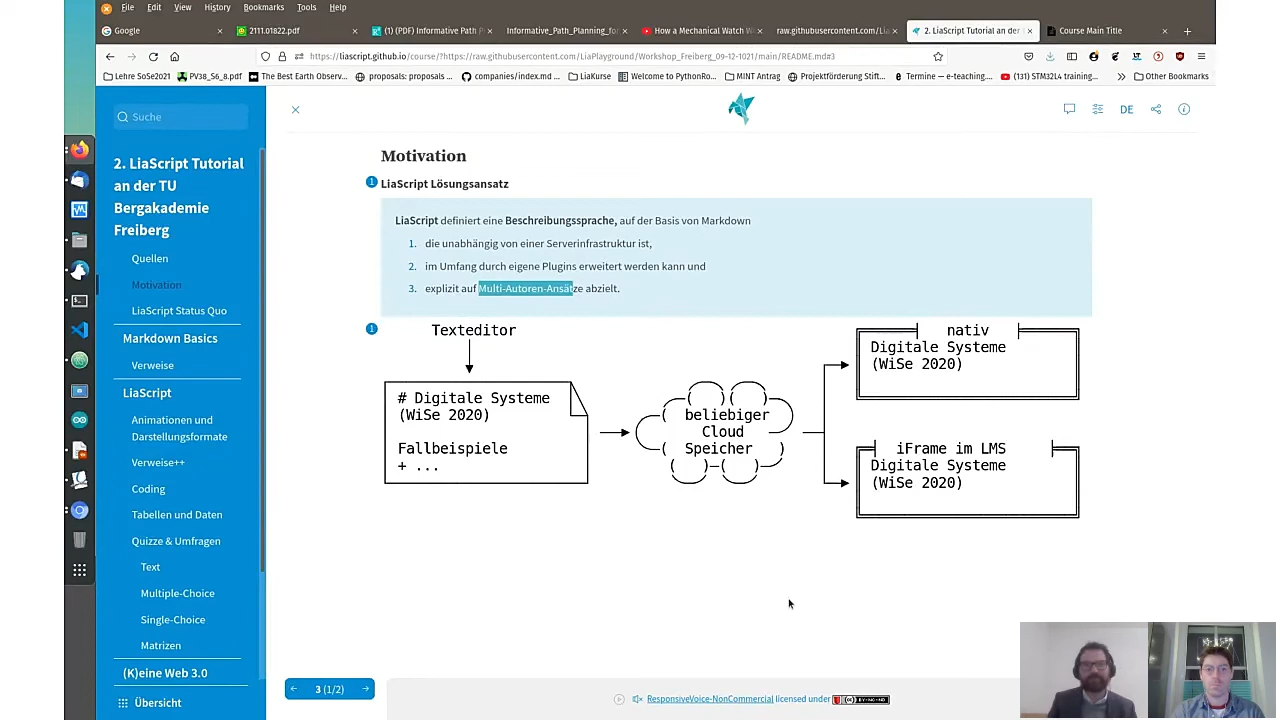 File Edit View History Bookmarks Tools Help
Google
2111.01822.pdf
(1) (PDF) Informative Path P
Informative_Path_Planning_fo
How a Mechanical Watch W
raw.githubusercontent.com/Lia
2. LiaScript Tutorial an der
Course Main Title
https://liascript.github.io/course/?https://raw.githubusercontent.com/LiaPlayground/Workshop_Freiberg_09-12-1021/main/README.md#3
Lehre SoSe2021
PV38_S6_8.pdf
The Best Earth Observ...
proposals: proposals ...
companies/index.md ...
LiaKurse
Welcome to PythonRo...
MINT Antrag
Projektförderung Stift...
Termine — e-teaching....
(131) STM32L4 training...
Other Bookmarks
Suche
DE
2. LiaScript Tutorial
an der TU
Bergakademie
Freiberg
Quellen
Motivation
LiaScript Status Quo
Markdown Basics
Verweise
LiaScript
Animationen und
Darstellungsformate
Verweise++
Coding
Tabellen und Daten
Quizze & Umfragen
Text
Multiple-Choice
Single-Choice
Matrizen
(K)eine Web 3.0
Übersicht
Motivation
1 LiaScript Lösungsansatz
LiaScript definiert eine Beschreibungssprache, auf der Basis von Markdown
1. die unabhängig von einer Serverinfrastruktur ist,
2. im Umfang durch eigene Plugins erweitert werden kann und
3. explizit auf Multi-Autoren-Ansätze abzielt.
1
Texteditor
# Digitale Systeme
(WiSe 2020)
Fallbeispiele
+ ...
beliebiger
Cloud
Speicher
nativ
Digitale Systeme
(WiSe 2020)
iFrame im LMS
Digitale Systeme
(WiSe 2020)
3 (1/2)
ResponsiveVoice-NonCommercial licensed under